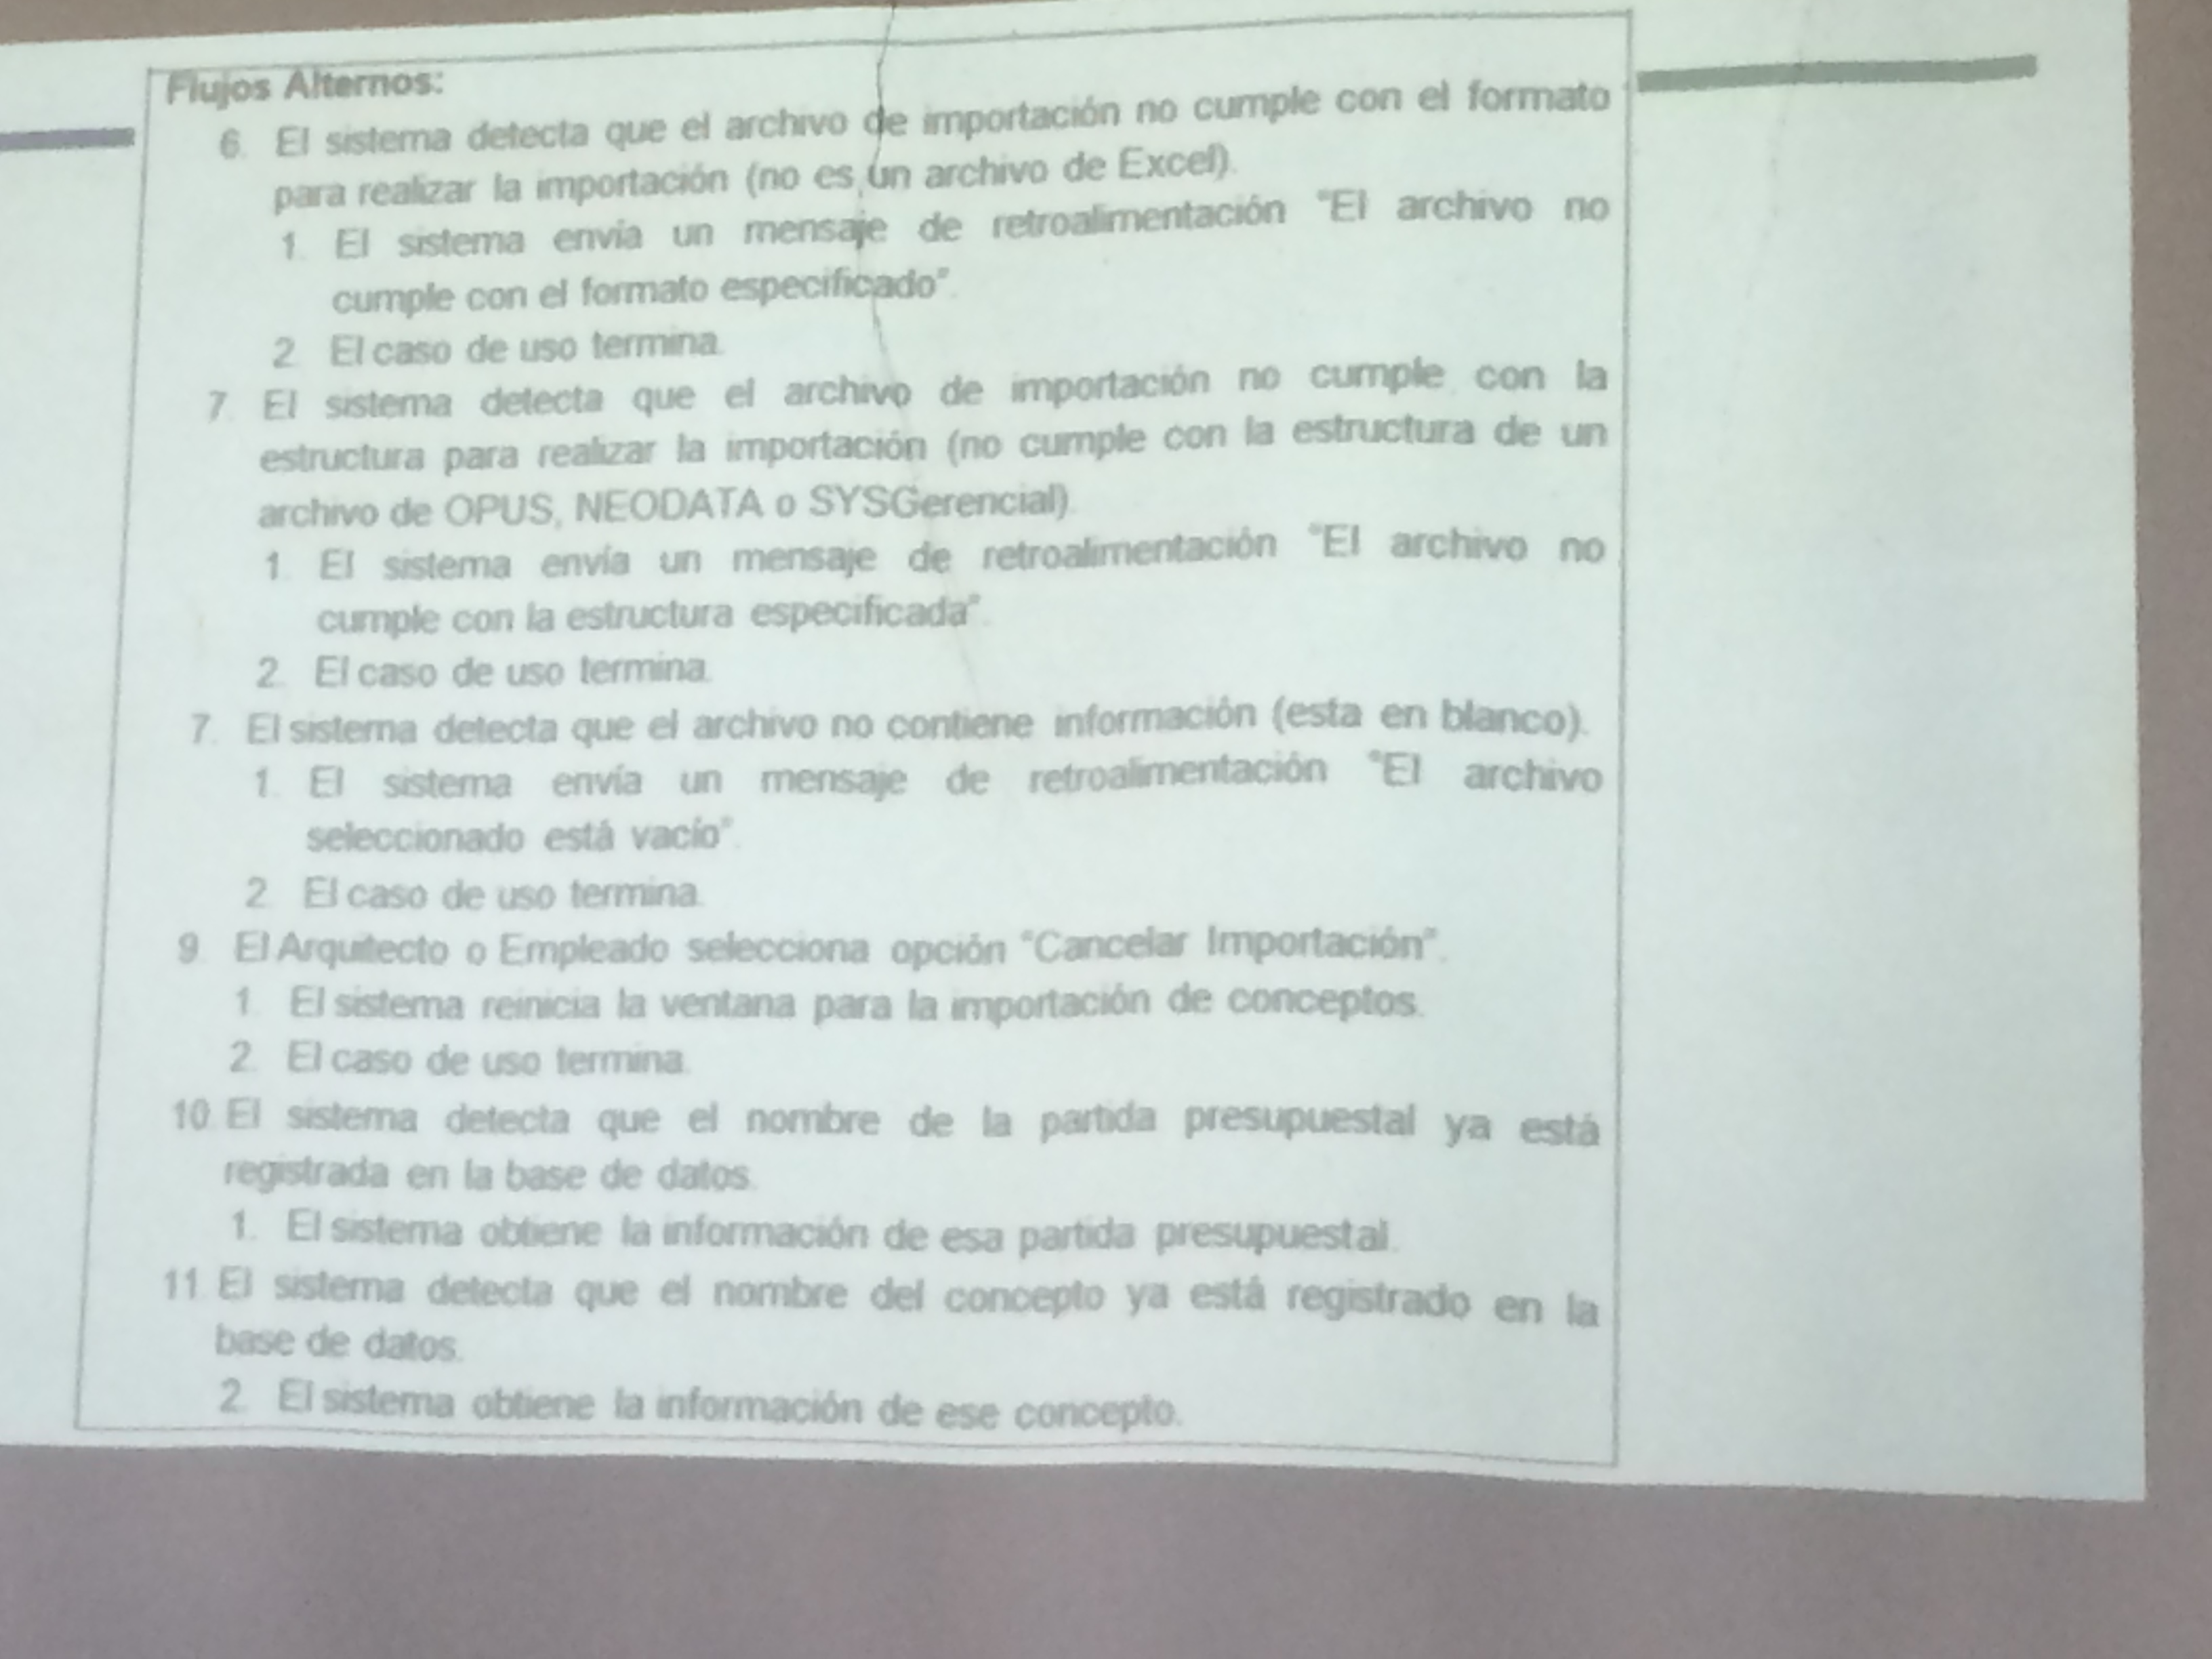 Flujos Alternos:
6. El sistema detecta que el archivo de importación no cumple con el formato
para realizar la importación (no es un archivo de Excel).
1. El sistema envía un mensaje de retroalimentación "El archivo no
cumple con el formato especificado".
2. El caso de uso termina.
7. El sistema detecta que el archivo de importación no cumple con la
estructura para realizar la importación (no cumple con la estructura de un
archivo de OPUS, NEODATA o SYSGerencial).
1. El sistema envía un mensaje de retroalimentación "El archivo no
cumple con la estructura especificada".
2. El caso de uso termina.
7. El sistema detecta que el archivo no contiene información (esta en blanco).
1. El sistema envía un mensaje de retroalimentación "El archivo
seleccionado está vacío".
2. El caso de uso termina.
9. El Arquitecto o Empleado selecciona opción "Cancelar Importación".
1. El sistema reinicia la ventana para la importación de conceptos.
2. El caso de uso termina.
10. El sistema detecta que el nombre de la partida presupuestal ya está
registrada en la base de datos.
1. El sistema obtiene la información de esa partida presupuestal.
11. El sistema detecta que el nombre del concepto ya está registrado en la
base de datos.
2. El sistema obtiene la información de ese concepto.